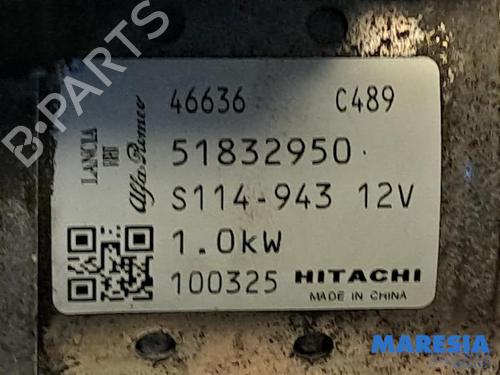 B-PARTS
46636 C489
LANCIA
FIAT
Alfa Romeo
51832950
S114-943 12V
1.0kW
100325 HITACHI
MADE IN CHINA
MARESIA